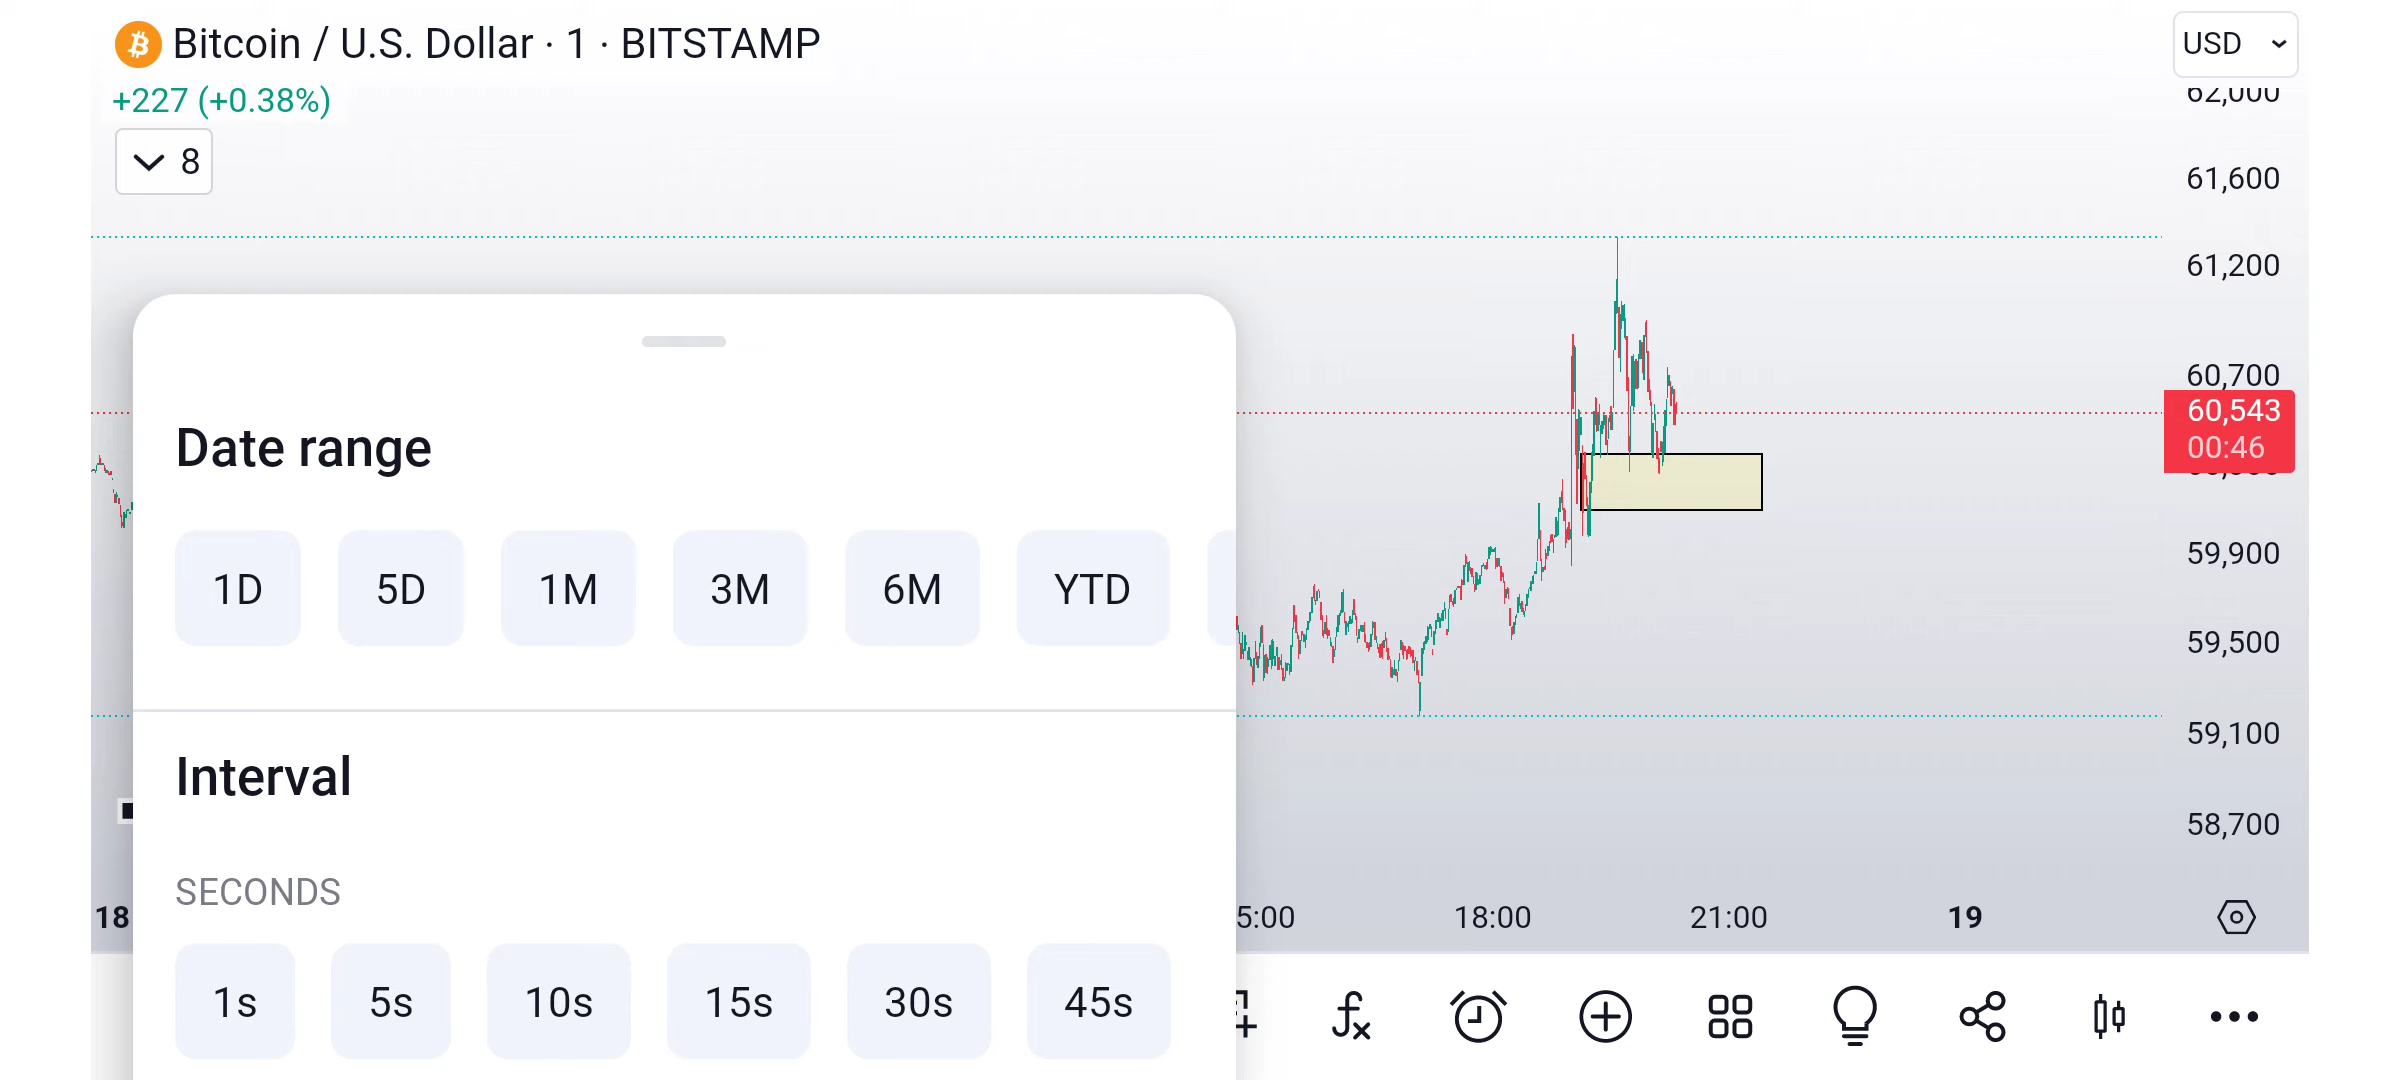 Bitcoin / U.S. Dollar · 1 · BITSTAMP
USD
+227 (+0.38%)
62,000
8
61,600
61,200
60,700
60,543
00:46
59,900
59,500
59,100
58,700
Date range
1D 5D 1M 3M 6M YTD
Interval
SECONDS
1s 5s 10s 15s 30s 45s
18 5:00 18:00 21:00 19